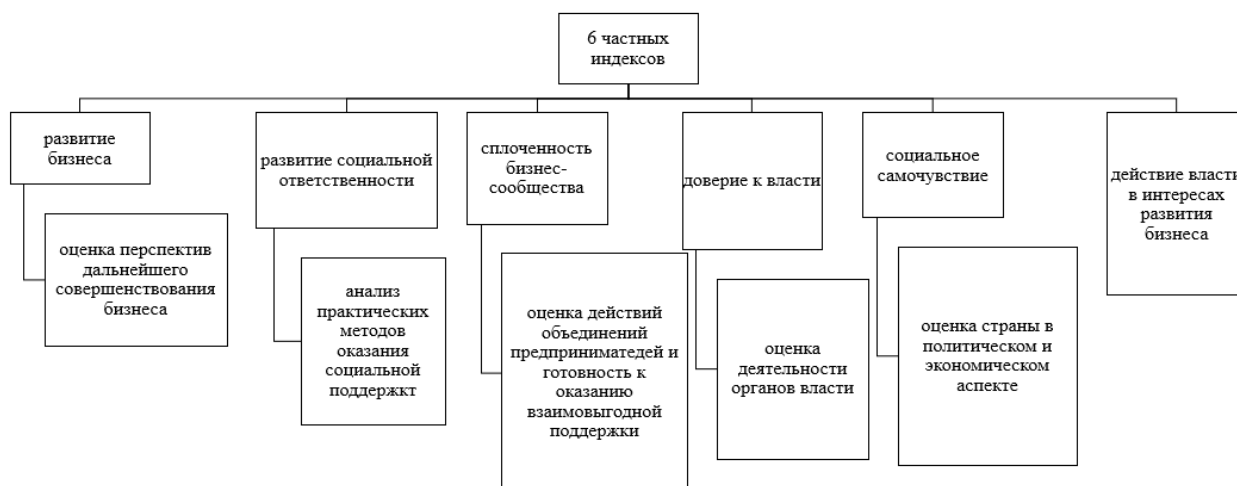 6 частных
индексов
развитие
бизнеса
оценка перспектив
дальнейшего
совершенствования
бизнеса
развитие социальной
ответственности
анализ
практических
методов
оказания
социальной
поддержкт
сплоченность
бизнес-
сообщества
оценка действий
объединений
предприниматедей и
готовность к
оказанию
взаимовыгодной
поддержки
доверие к власти
оценка
деятельности
органов власти
социальное
самочувствие
оценка страны в
политическом и
экономическом
аспекте
действие власти
в интересах
развития
бизнеса